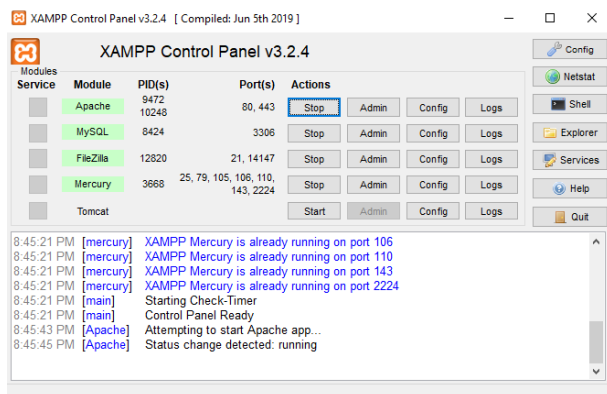 XAMPP Control Panel v3.2.4 [ Compiled: Jun 5th 2019 ]
XAMPP Control Panel v3.2.4
Config
Modules
Service Module PID(s) Port(s) Actions
Netstat
Apache 9472 10248 80, 443 Stop Admin Config Logs
Shell
MySQL 8424 3306 Stop Admin Config Logs
Explorer
FileZilla 12820 21, 14147 Stop Admin Config Logs
Services
Mercury 3668 25, 79, 105, 106, 110, 143, 2224 Stop Admin Config Logs
Help
Tomcat Start Admin Config Logs
Quit
8:45:21 PM [mercury] XAMPP Mercury is already running on port 106
8:45:21 PM [mercury] XAMPP Mercury is already running on port 110
8:45:21 PM [mercury] XAMPP Mercury is already running on port 143
8:45:21 PM [mercury] XAMPP Mercury is already running on port 2224
8:45:21 PM [main] Starting Check-Timer
8:45:21 PM [main] Control Panel Ready
8:45:43 PM [Apache] Attempting to start Apache app...
8:45:45 PM [Apache] Status change detected: running